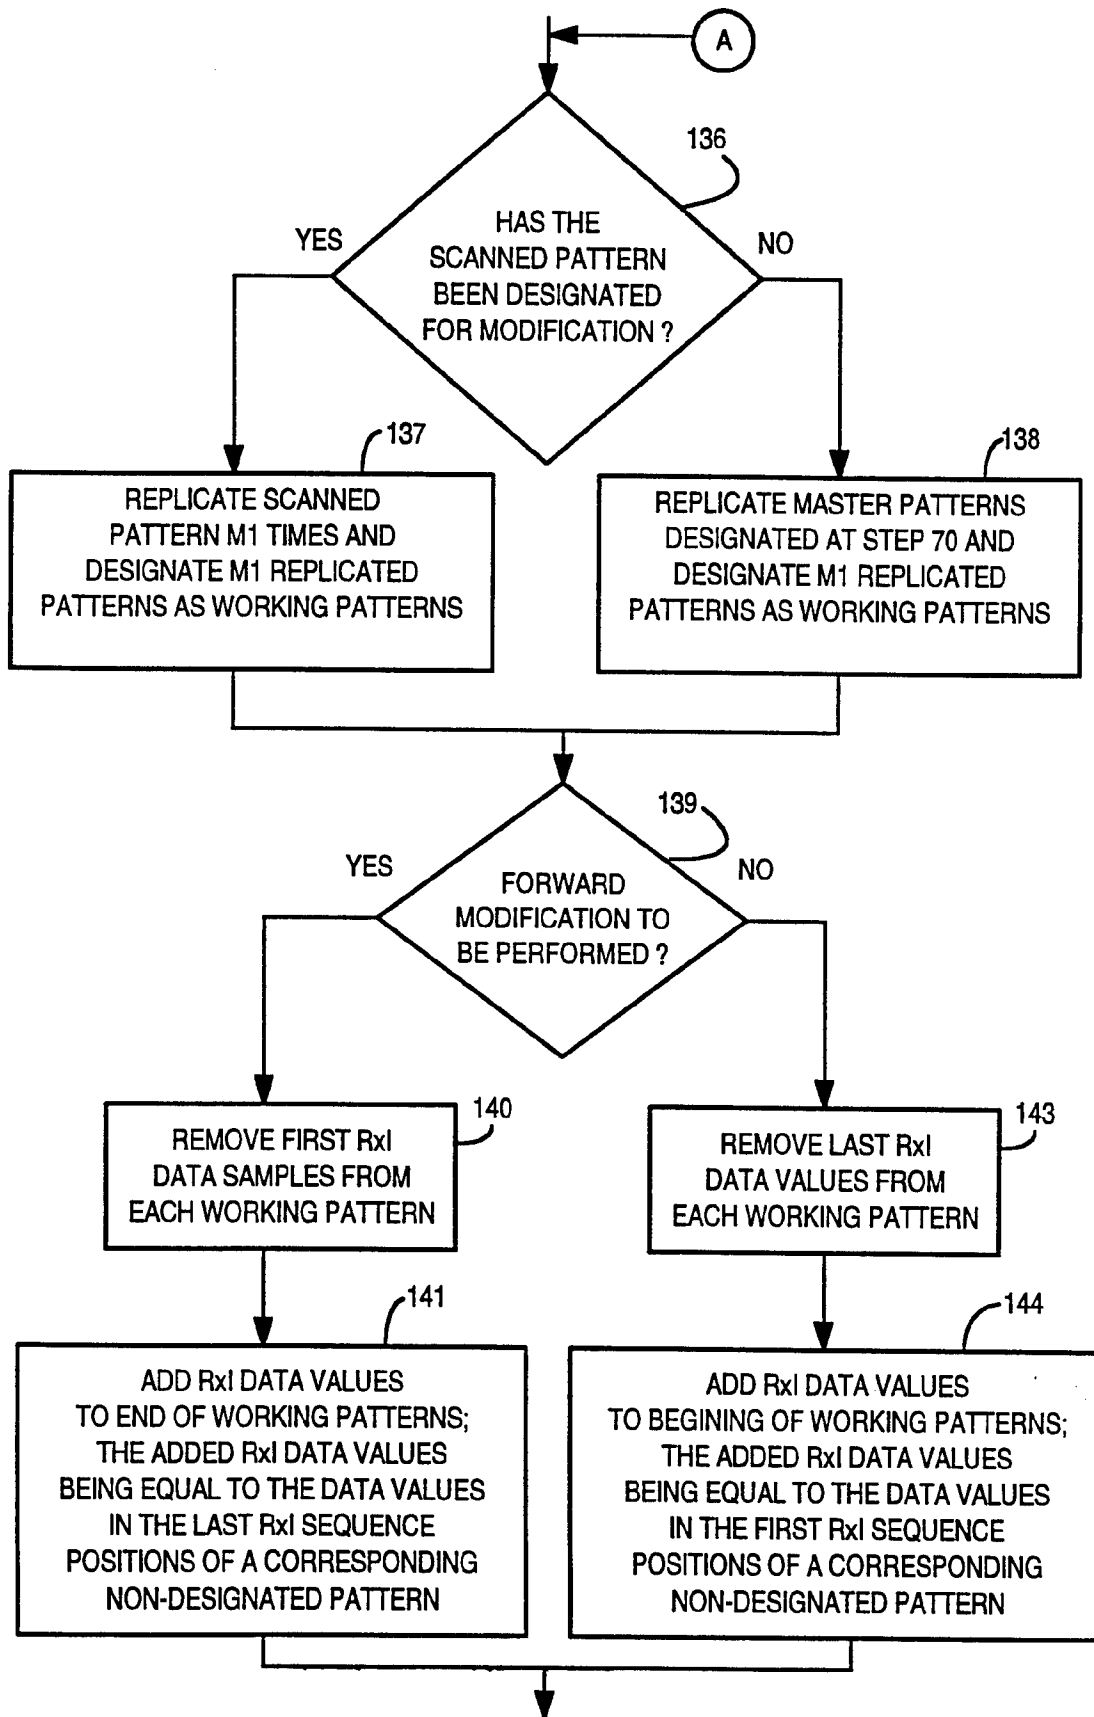 A
136
HAS THE
SCANNED PATTERN
BEEN DESIGNATED
FOR MODIFICATION ?
YES
NO
137
REPLICATE SCANNED
PATTERN M1 TIMES AND
DESIGNATE M1 REPLICATED
PATTERNS AS WORKING PATTERNS
138
REPLICATE MASTER PATTERNS
DESIGNATED AT STEP 70 AND
DESIGNATE M1 REPLICATED
PATTERNS AS WORKING PATTERNS
139
YES
NO
FORWARD
MODIFICATION TO
BE PERFORMED ?
140
REMOVE FIRST RxI
DATA SAMPLES FROM
EACH WORKING PATTERN
143
REMOVE LAST RxI
DATA VALUES FROM
EACH WORKING PATTERN
141
ADD RxI DATA VALUES
TO END OF WORKING PATTERNS;
THE ADDED RxI DATA VALUES
BEING EQUAL TO THE DATA VALUES
IN THE LAST RxI SEQUENCE
POSITIONS OF A CORRESPONDING
NON-DESIGNATED PATTERN
144
ADD RxI DATA VALUES
TO BEGINING OF WORKING PATTERNS;
THE ADDED RxI DATA VALUES
BEING EQUAL TO THE DATA VALUES
IN THE FIRST RxI SEQUENCE
POSITIONS OF A CORRESPONDING
NON-DESIGNATED PATTERN